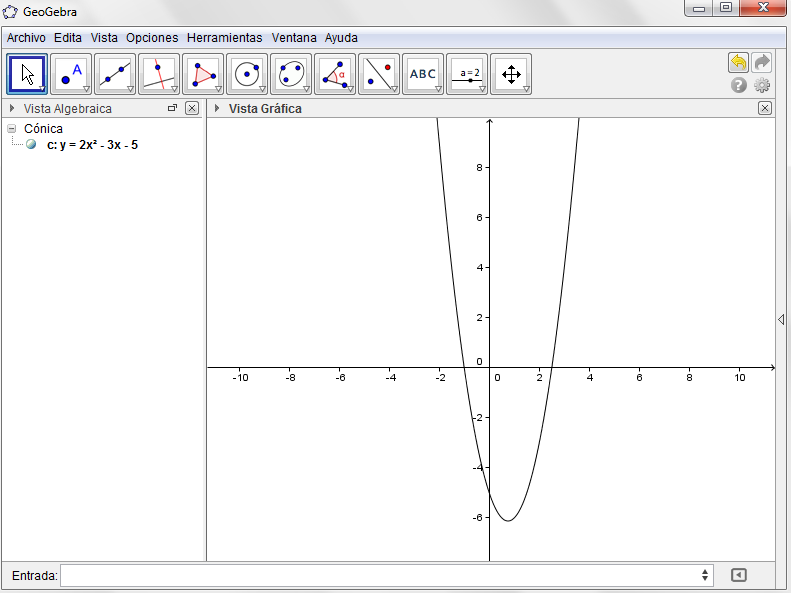 GeoGebra
Archivo Edita Vista Opciones Herramientas Ventana Ayuda
A α ABC a=2
Vista Algebraica
Vista Gráfica
Cónica
c: y = 2x² - 3x - 5
8
6
4
2
0
-10 -8 -6 -4 -2 0 2 4 6 8 10
-2
-4
-6
Entrada: